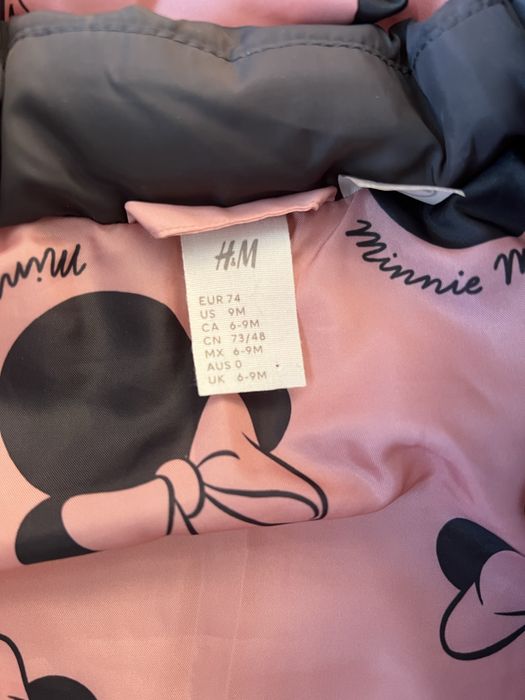 H&M
EUR 74
US 9M
CA 6-9M
CN 73/48
MX 6-9M
AUS 0
UK 6-9M
Minnie